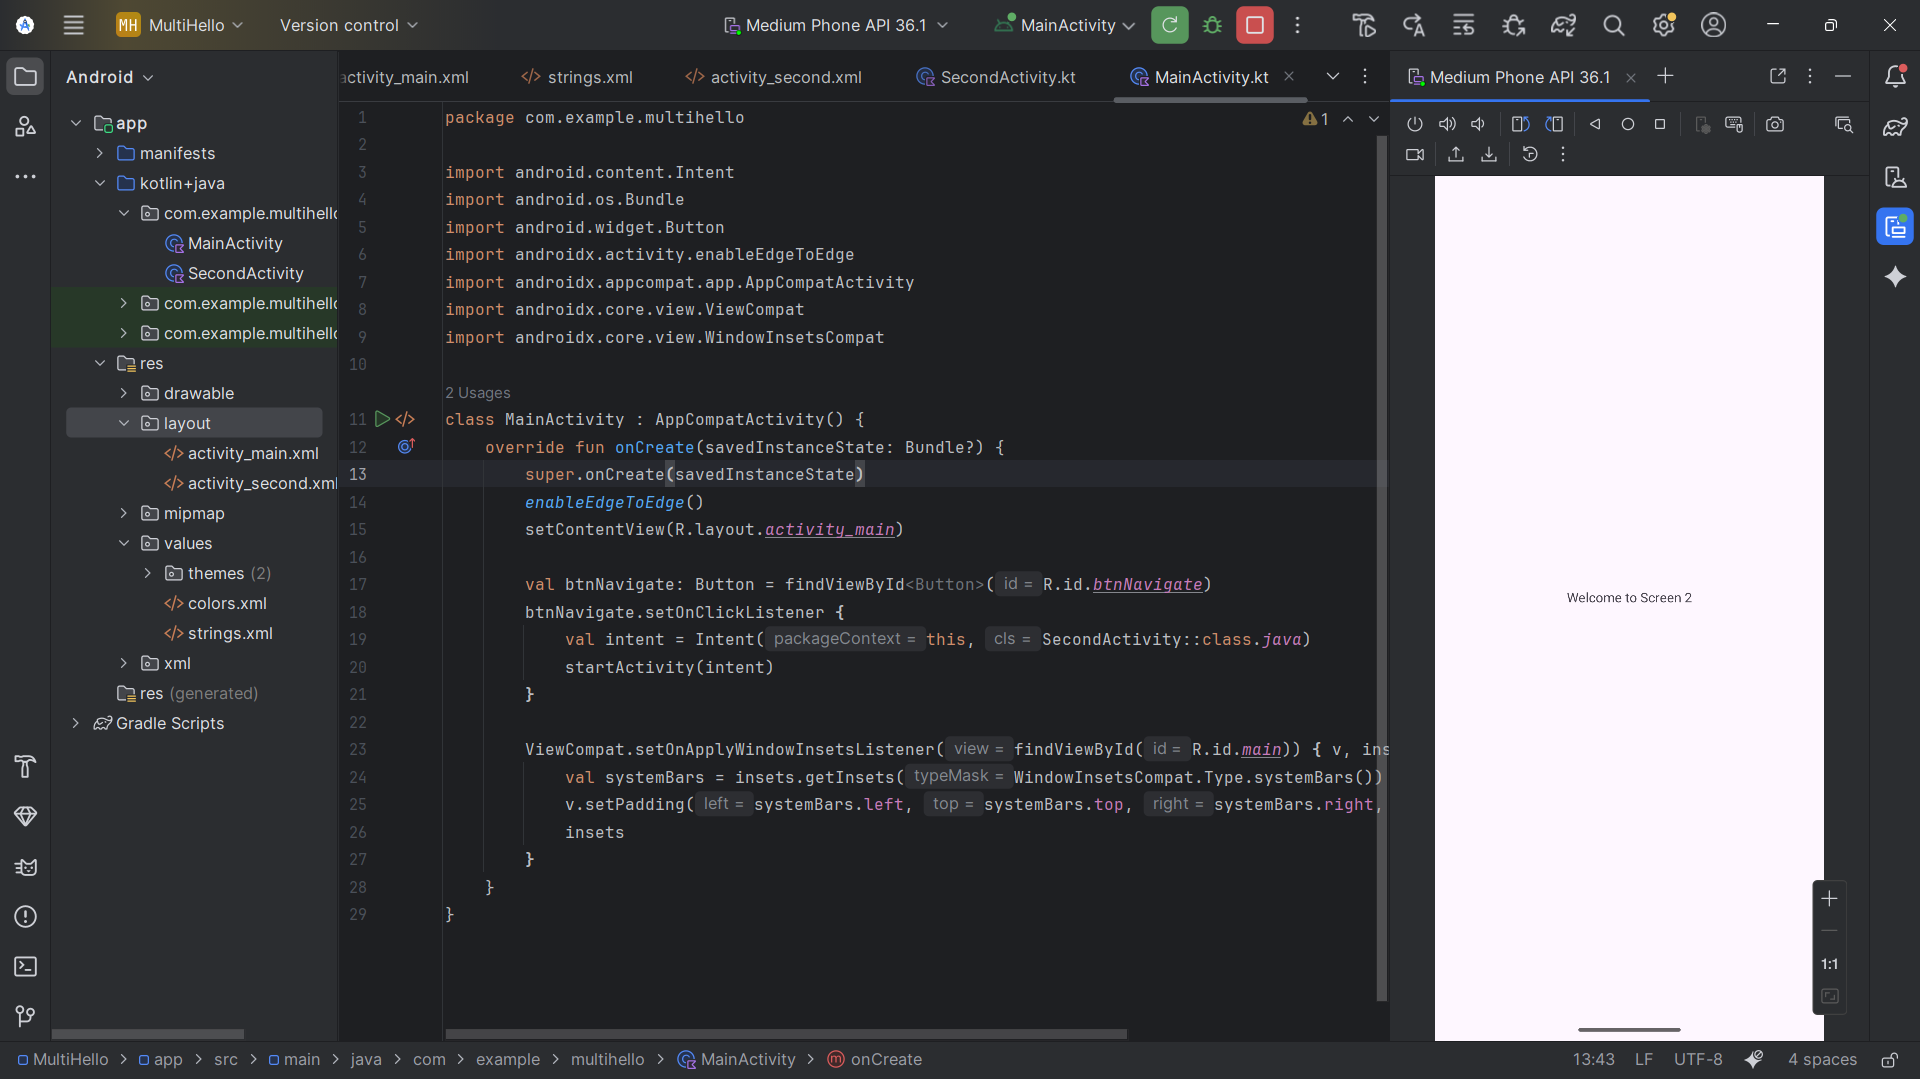 MH MultiHello Version control Medium Phone API 36.1 MainActivity
Android
app
manifests
kotlin+java
com.example.multihello
MainActivity
SecondActivity
com.example.multihello
com.example.multihello
res
drawable
layout
activity_main.xml
activity_second.xml
mipmap
values
themes (2)
colors.xml
strings.xml
xml
res (generated)
Gradle Scripts
activity_main.xml strings.xml activity_second.xml SecondActivity.kt MainActivity.kt
1 package com.example.multihello
2
3 import android.content.Intent
4 import android.os.Bundle
5 import android.widget.Button
6 import androidx.activity.enableEdgeToEdge
7 import androidx.appcompat.app.AppCompatActivity
8 import androidx.core.view.ViewCompat
9 import androidx.core.view.WindowInsetsCompat
10
2 Usages
11 class MainActivity : AppCompatActivity() {
12 override fun onCreate(savedInstanceState: Bundle?) {
13 super.onCreate(savedInstanceState)
14 enableEdgeToEdge()
15 setContentView(R.layout.activity_main)
16
17 val btnNavigate: Button = findViewById<Button>( id = R.id.btnNavigate)
18 btnNavigate.setOnClickListener {
19 val intent = Intent( packageContext = this, cls = SecondActivity::class.java)
20 startActivity(intent)
21 }
22
23 ViewCompat.setOnApplyWindowInsetsListener( view = findViewById( id = R.id.main)) { v, ins
24 val systemBars = insets.getInsets( typeMask = WindowInsetsCompat.Type.systemBars())
25 v.setPadding( left = systemBars.left, top = systemBars.top, right = systemBars.right,
26 insets
27 }
28 }
29 }
1
Medium Phone API 36.1
Welcome to Screen 2
1:1
MultiHello > app > src > main > java > com > example > multihello > MainActivity > onCreate
13:43 LF UTF-8 4 spaces